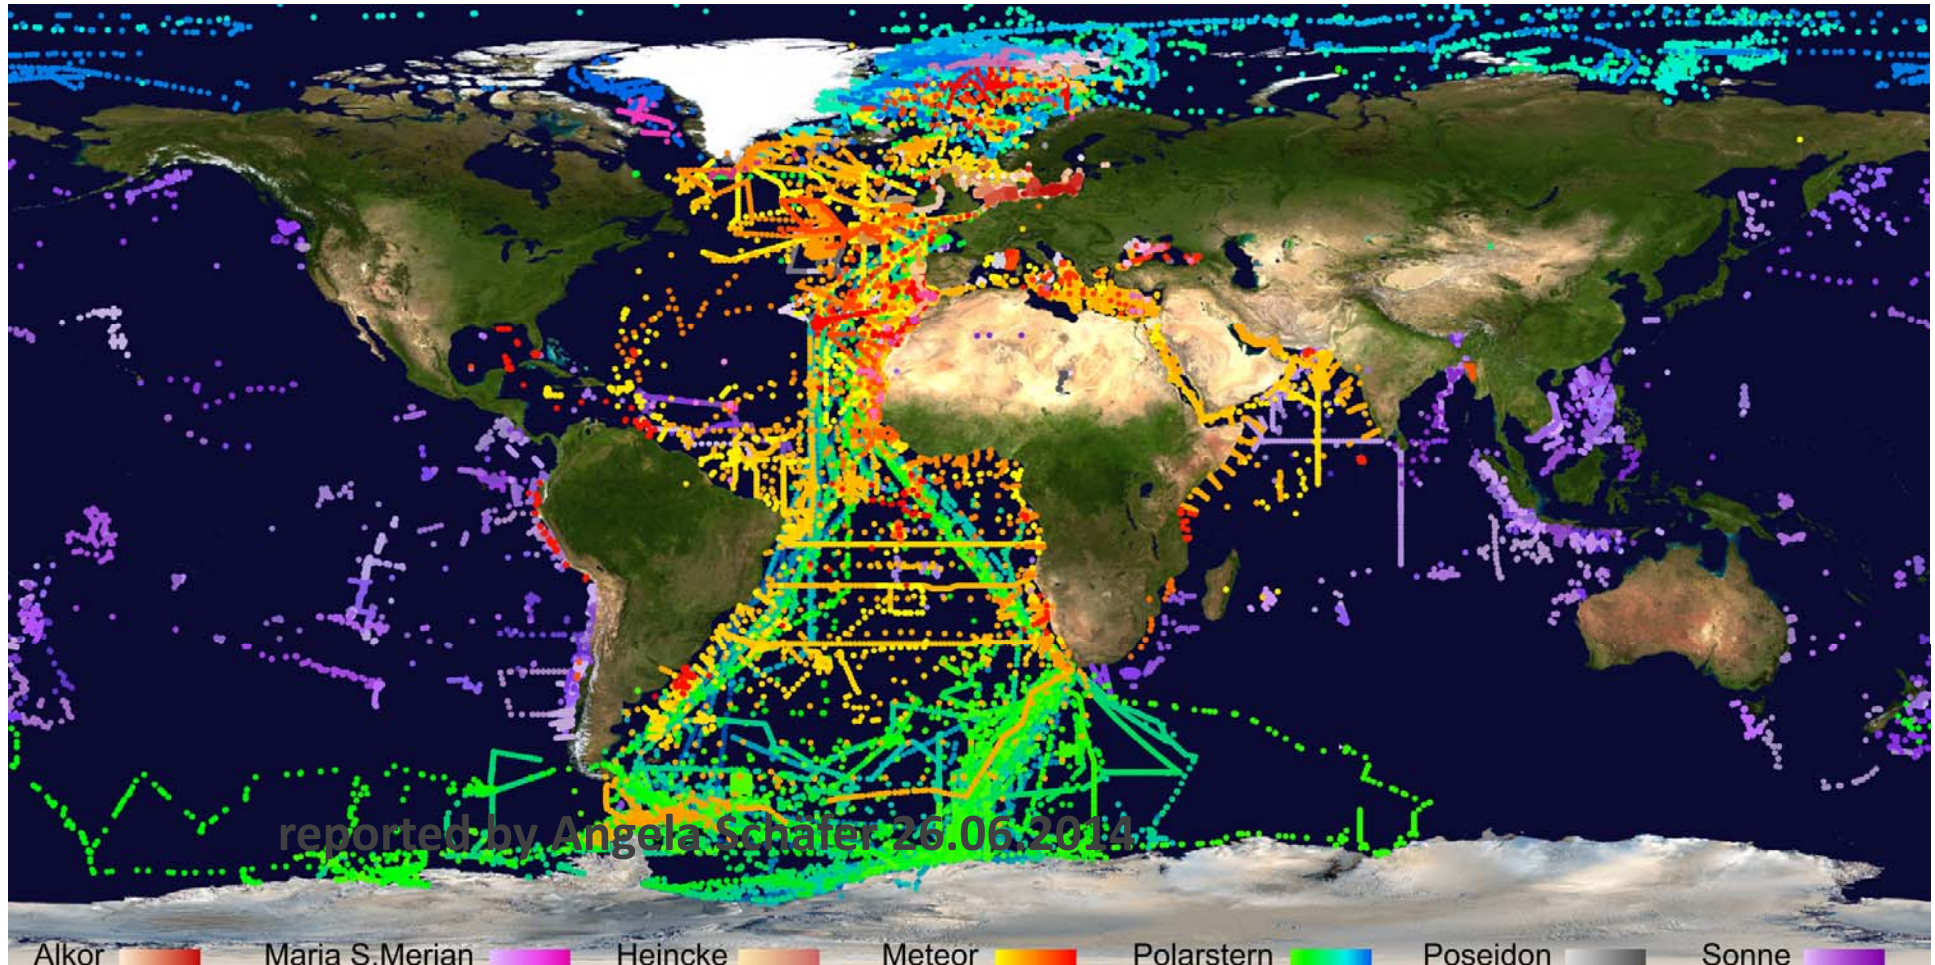 reported by Angela Schäfer 26.06.2014
Alkor Maria S.Merian Heincke Meteor Polarstern Poseidon Sonne